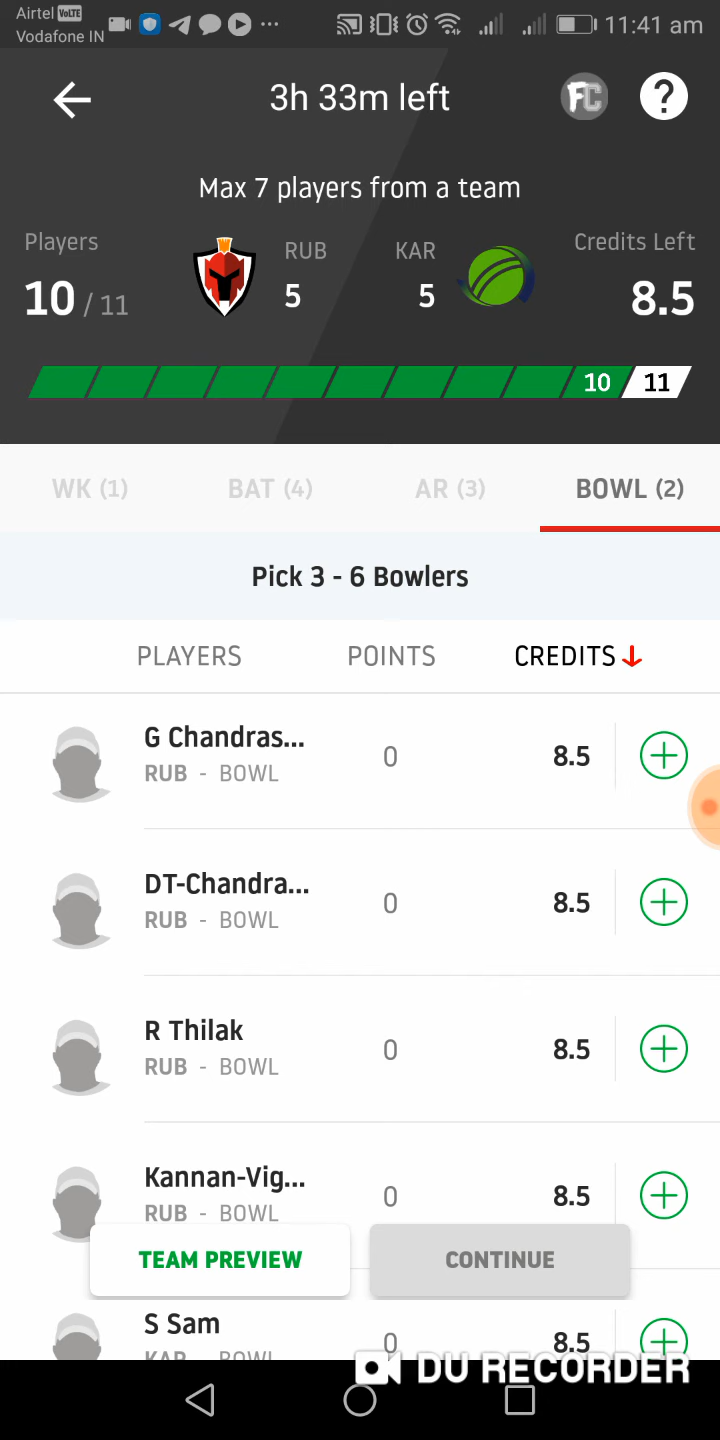 Airtel VoLTE
Vodafone IN
11:41 am
3h 33m left
FC
?
Max 7 players from a team
Players
RUB
KAR
Credits Left
10 / 11
5
5
8.5
10
11
WK (1)
BAT (4)
AR (3)
BOWL (2)
Pick 3 - 6 Bowlers
PLAYERS
POINTS
CREDITS
G Chandras...
RUB - BOWL
0
8.5
DT-Chandra...
RUB - BOWL
0
8.5
R Thilak
RUB - BOWL
0
8.5
Kannan-Vig...
RUB - BOWL
0
8.5
TEAM PREVIEW
CONTINUE
S Sam
KAR - BOWL
0
8.5
DU RECORDER